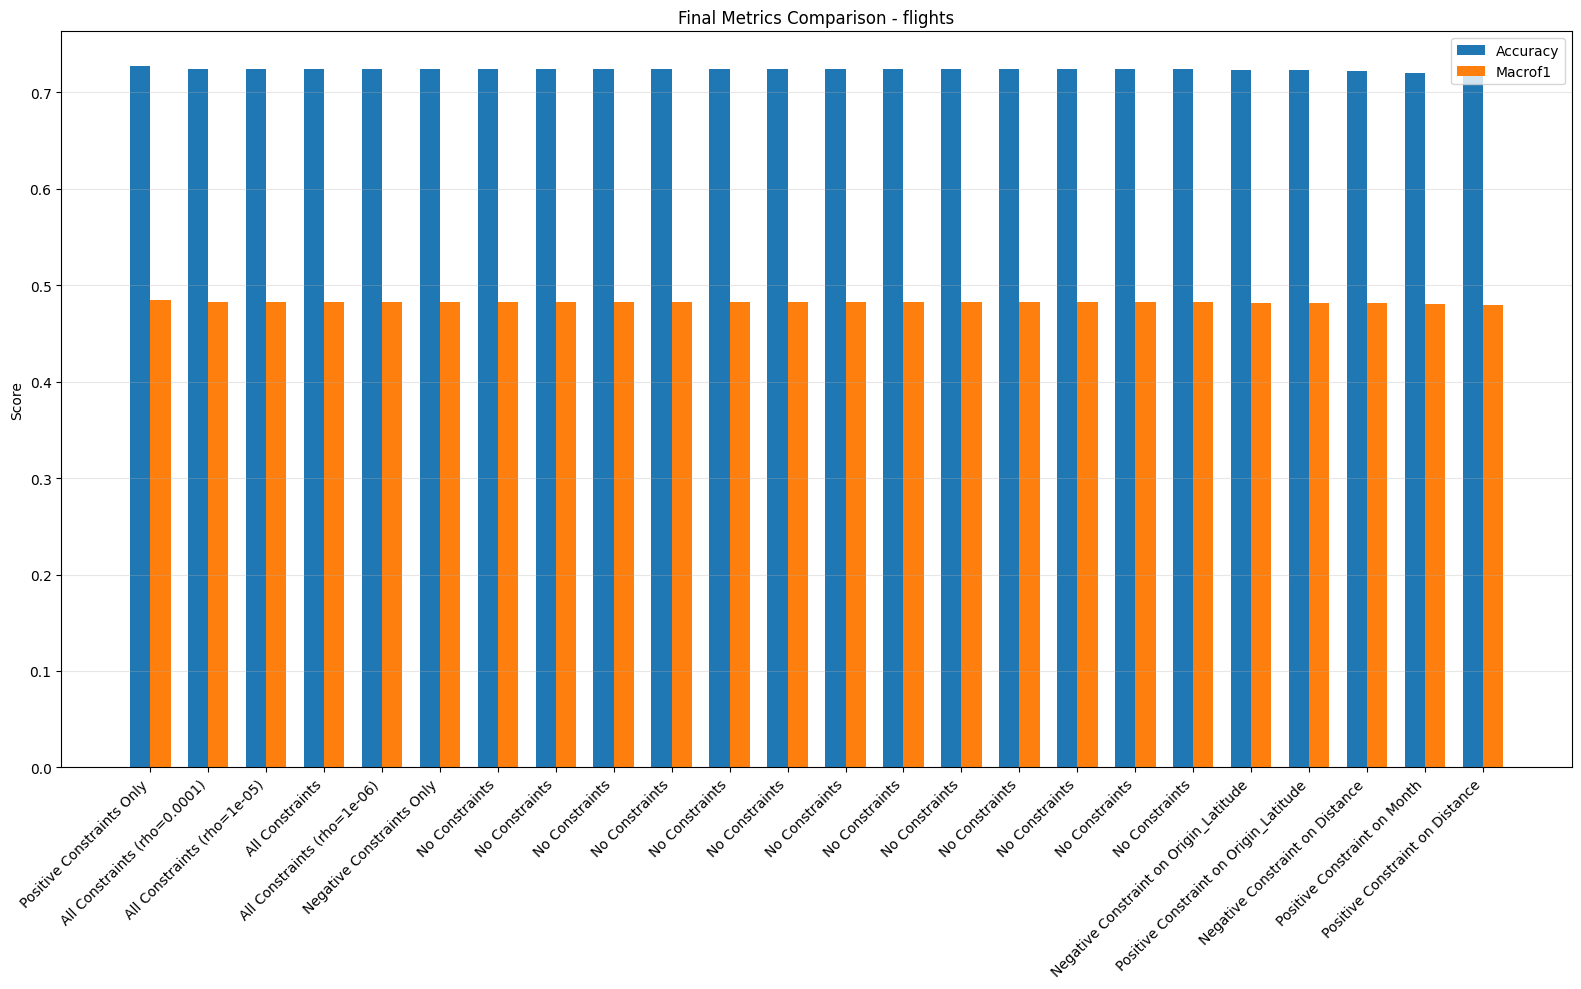 Final Metrics Comparison - flights
Accuracy
Macrof1
Score
0.7
0.6
0.5
0.4
0.3
0.2
0.1
0.0
Positive Constraints Only
All Constraints (rho=0.0001)
All Constraints (rho=1e-05)
All Constraints
All Constraints (rho=1e-06)
Negative Constraints Only
No Constraints
No Constraints
No Constraints
No Constraints
No Constraints
No Constraints
No Constraints
No Constraints
No Constraints
No Constraints
No Constraints
No Constraints
No Constraints
Negative Constraint on Origin_Latitude
Positive Constraint on Origin_Latitude
Negative Constraint on Distance
Positive Constraint on Month
Positive Constraint on Distance